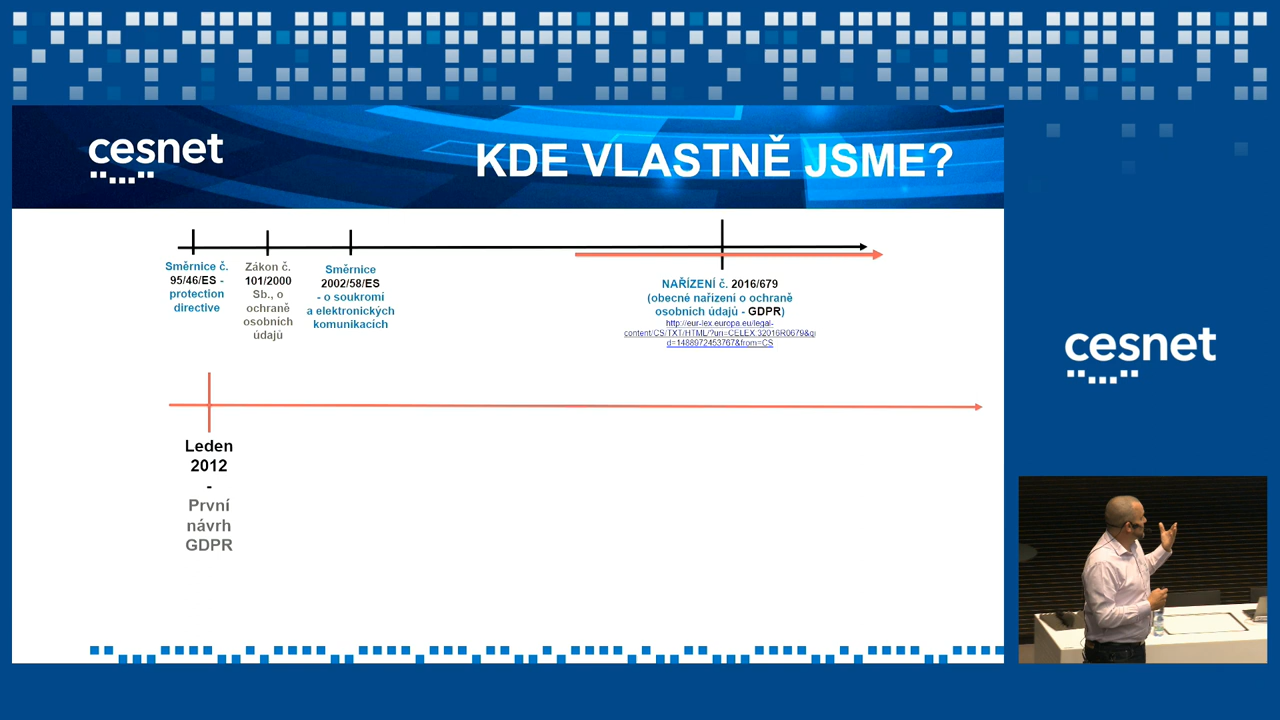 cesnet
KDE VLASTNĚ JSME?
Směrnice č.
95/46/ES -
protection
directive
Zákon č.
101/2000
Sb., o
ochraně
osobních
údajů
Směrnice
2002/58/ES
- o soukromí
a elektronických
komunikacích
NAŘÍZENÍ č. 2016/679
(obecné nařízení o ochraně
osobních údajů - GDPR)
http://eur-lex.europa.eu/legal-
content/CS/TXT/HTML/?uri=CELEX:32016R0679&qi
d=1488972453767&from=CS
Leden
2012
-
První
návrh
GDPR
cesnet